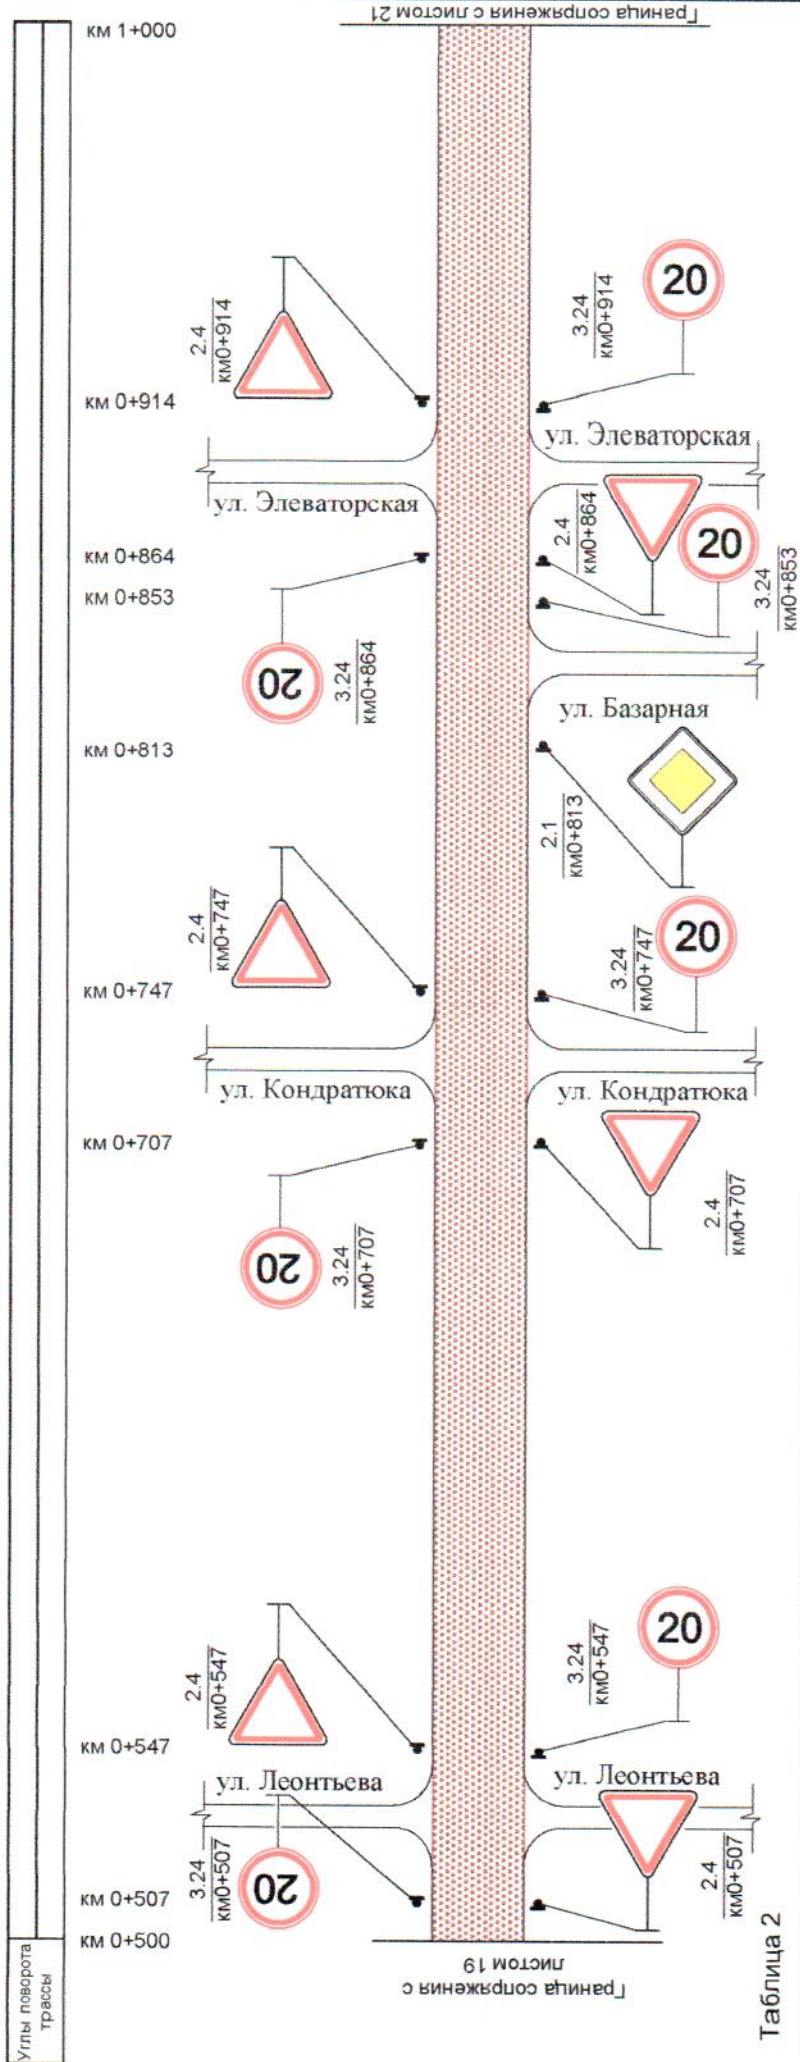 Граница сопряжения с листом 21
км 1+000
2.4
км0+914
3.24
км0+914
20
км 0+914
ул. Элеваторская
ул. Элеваторская
км 0+864
2.4
км0+864
20
км 0+853
3.24
км0+853
20
3.24
км0+864
ул. Базарная
км 0+813
2.1
км0+813
2.4
км0+747
3.24
км0+747
20
км 0+747
ул. Кондратюка
ул. Кондратюка
км 0+707
2.4
км0+707
20
3.24
км0+707
2.4
км0+547
3.24
км0+547
20
км 0+547
ул. Леонтьева
ул. Леонтьева
3.24
км0+507
20
2.4
км0+507
км 0+507
км 0+500
Граница сопряжения с
листом 19
Углы поворота
трассы
Таблица 2